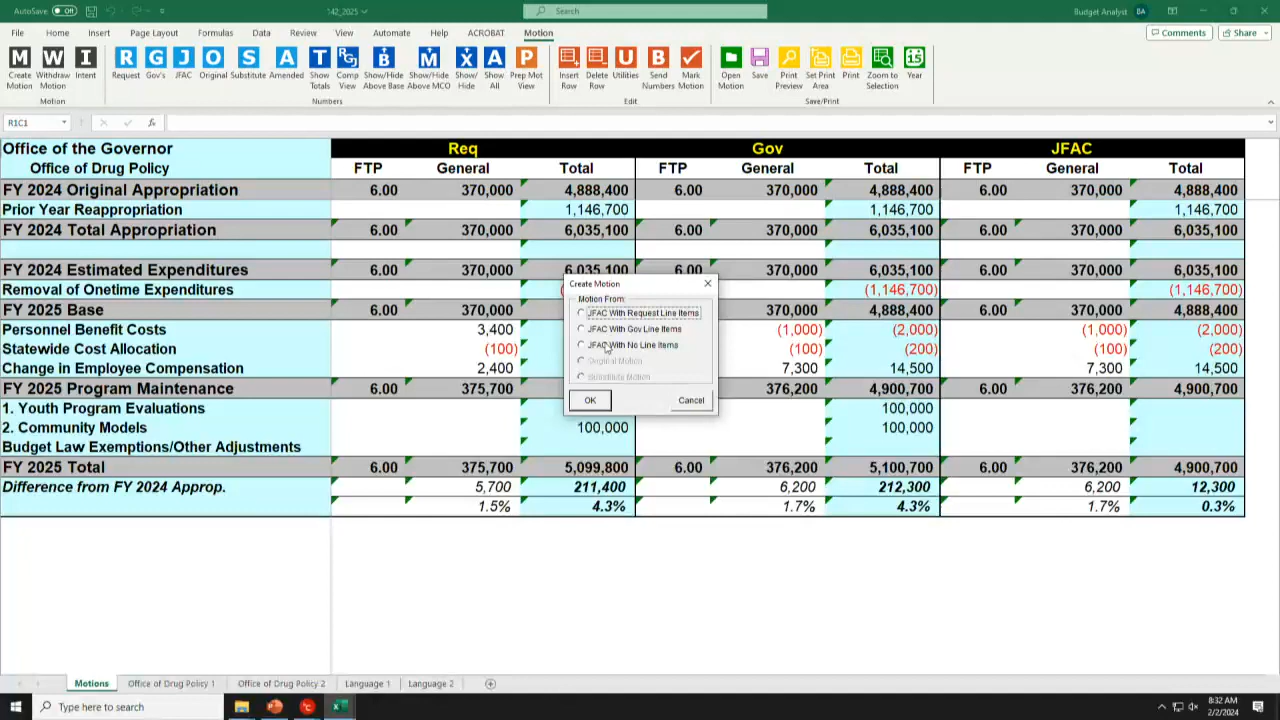 AutoSave Off 142_2025 Search Budget Analyst BA
File Home Insert Page Layout Formulas Data Review View Automate Help ACROBAT Motion Comments Share
M W I R G J O S A T RG J B M X A P U B 15
Create Motion Withdraw Motion Intent Request Gov's JFAC Original Substitute Amended Show Totals Comp View Show/Hide Above Base Show/Hide Above MCO Show/Hide Show All Prep Mot View Insert Row Delete Row Utilities Send Numbers Mark Motion Open Motion Save Print Preview Set Print Area Print Zoom to Selection Year
Motion Numbers Edit Save/Print
R1C1 fx
Office of the Governor Req Gov JFAC
Office of Drug Policy FTP General Total FTP General Total FTP General Total
FY 2024 Original Appropriation 6.00 370,000 4,888,400 6.00 370,000 4,888,400 6.00 370,000 4,888,400
Prior Year Reappropriation 1,146,700 1,146,700 1,146,700
FY 2024 Total Appropriation 6.00 370,000 6,035,100 6.00 370,000 6,035,100 6.00 370,000 6,035,100
FY 2024 Estimated Expenditures 6.00 370,000 6,035,100 6.00 370,000 6,035,100 6.00 370,000 6,035,100
Removal of Onetime Expenditures (1,146,700) (1,146,700)
FY 2025 Base 6.00 370,000 4,888,400 6.00 370,000 4,888,400
Personnel Benefit Costs 3,400 (1,000) (2,000) (1,000) (2,000)
Statewide Cost Allocation (100) (100) (200) (100) (200)
Change in Employee Compensation 2,400 7,300 14,500 7,300 14,500
FY 2025 Program Maintenance 6.00 375,700 376,200 4,900,700 6.00 376,200 4,900,700
1. Youth Program Evaluations 100,000
2. Community Models 100,000 100,000
Budget Law Exemptions/Other Adjustments
FY 2025 Total 6.00 375,700 5,099,800 6.00 376,200 5,100,700 6.00 376,200 4,900,700
Difference from FY 2024 Approp. 5,700 211,400 6,200 212,300 6,200 12,300
1.5% 4.3% 1.7% 4.3% 1.7% 0.3%
Create Motion
Motion From:
JFAC With Request Line Items
JFAC With Gov Line Items
JFAC With No Line Items
Original Motion
Substitute Motion
OK Cancel
Motions Office of Drug Policy 1 Office of Drug Policy 2 Language 1 Language 2
Type here to search 8:32 AM
2/2/2024